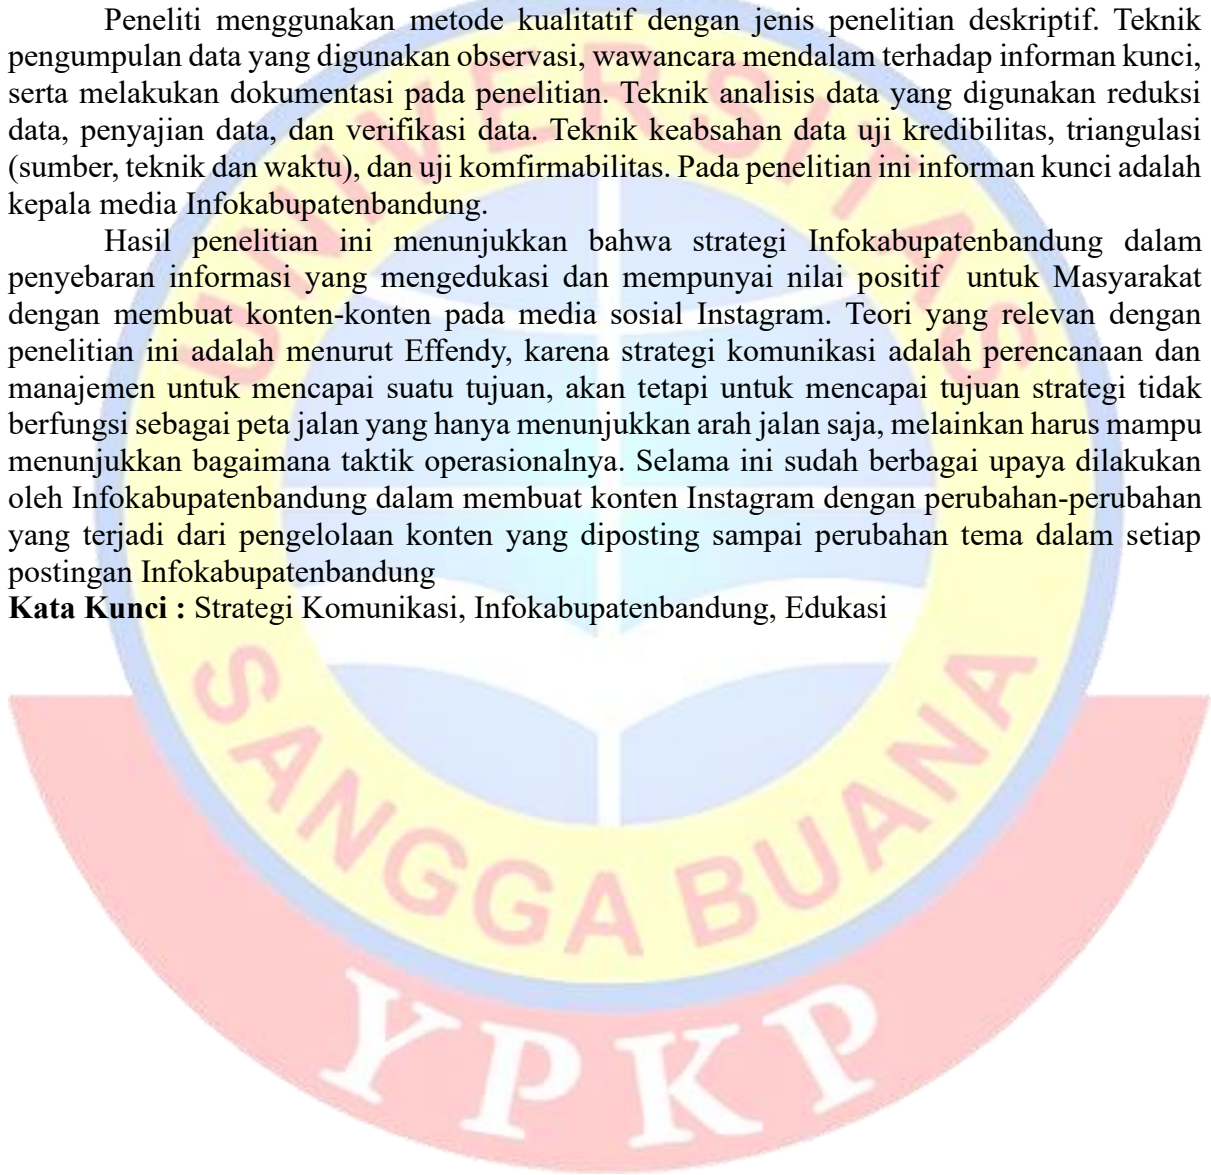 Peneliti menggunakan metode kualitatif dengan jenis penelitian deskriptif. Teknik
pengumpulan data yang digunakan observasi, wawancara mendalam terhadap informan kunci,
serta melakukan dokumentasi pada penelitian. Teknik analisis data yang digunakan reduksi
data, penyajian data, dan verifikasi data. Teknik keabsahan data uji kredibilitas, triangulasi
(sumber, teknik dan waktu), dan uji komfirmabilitas. Pada penelitian ini informan kunci adalah
kepala media Infokabupatenbandung.
Hasil penelitian ini menunjukkan bahwa strategi Infokabupatenbandung dalam
penyebaran informasi yang mengedukasi dan mempunyai nilai positif untuk Masyarakat
dengan membuat konten-konten pada media sosial Instagram. Teori yang relevan dengan
penelitian ini adalah menurut Effendy, karena strategi komunikasi adalah perencanaan dan
manajemen untuk mencapai suatu tujuan, akan tetapi untuk mencapai tujuan strategi tidak
berfungsi sebagai peta jalan yang hanya menunjukkan arah jalan saja, melainkan harus mampu
menunjukkan bagaimana taktik operasionalnya. Selama ini sudah berbagai upaya dilakukan
oleh Infokabupatenbandung dalam membuat konten Instagram dengan perubahan-perubahan
yang terjadi dari pengelolaan konten yang diposting sampai perubahan tema dalam setiap
postingan Infokabupatenbandung
Kata Kunci : Strategi Komunikasi, Infokabupatenbandung, Edukasi
UNIVERSITAS
SANGGA BUANA
YPKP